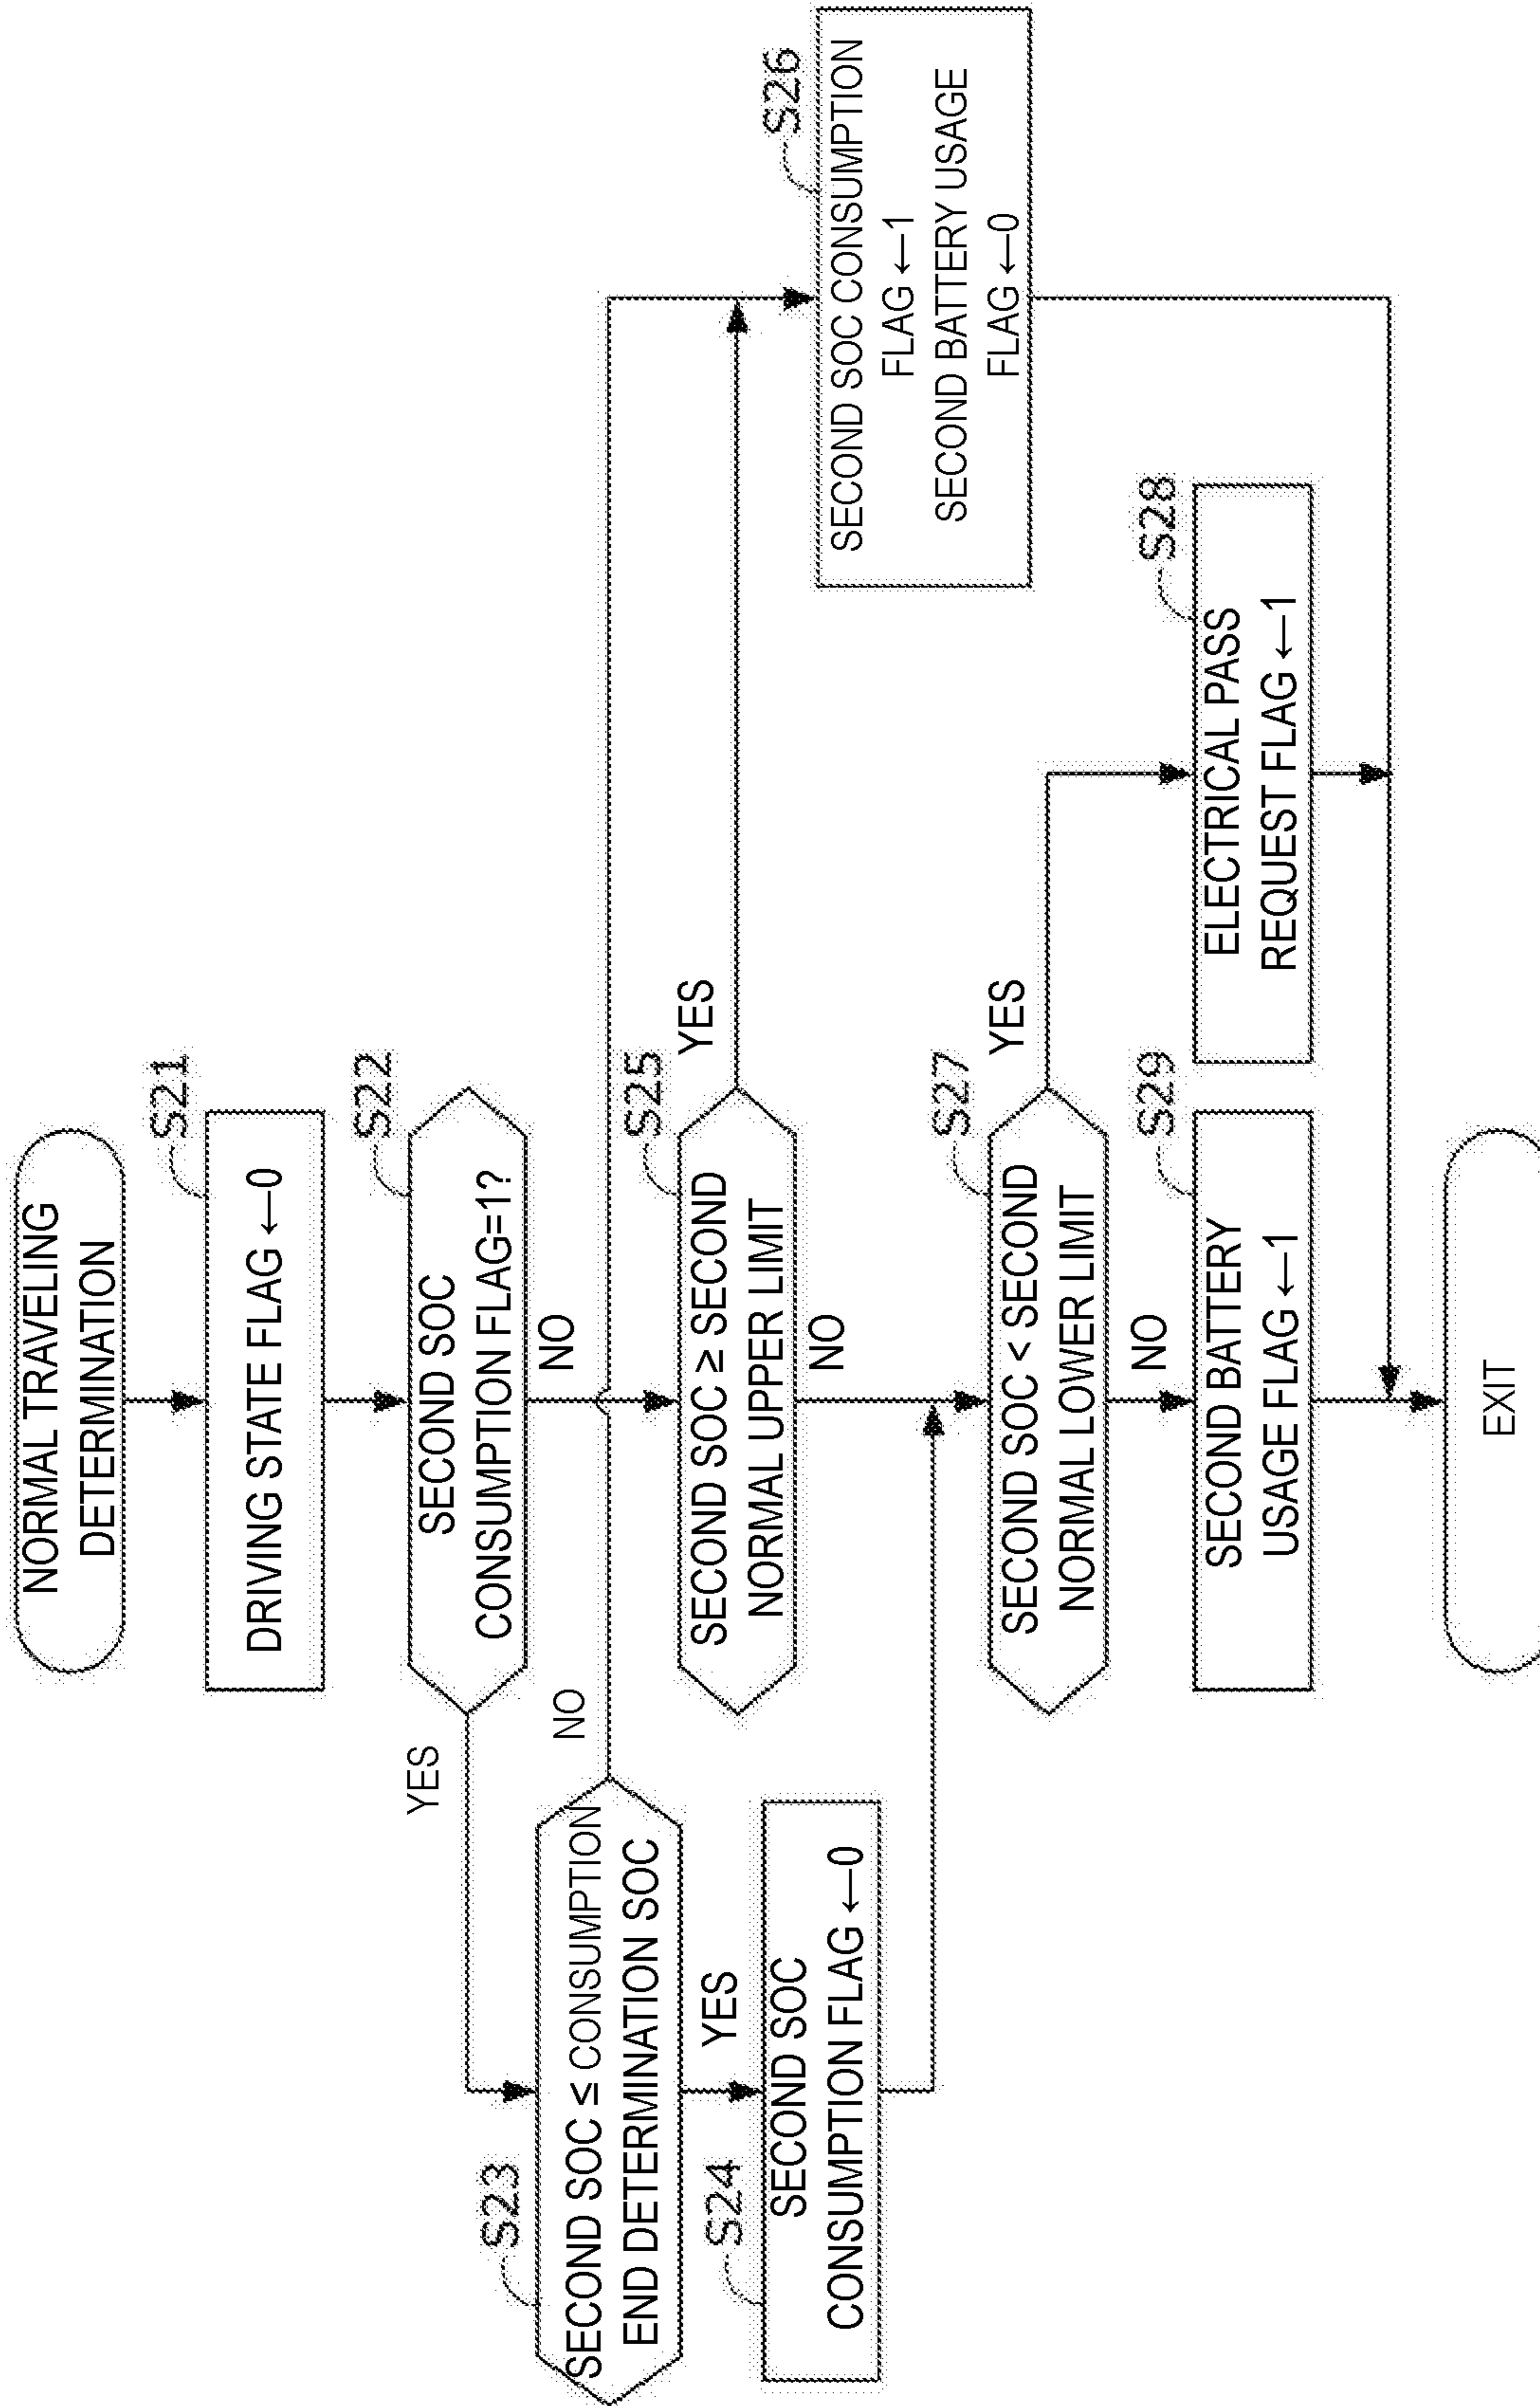 NORMAL TRAVELING
DETERMINATION
S21
DRIVING STATE FLAG ←0
S22
SECOND SOC
CONSUMPTION FLAG=1?
YES
NO
S23
SECOND SOC ≤ CONSUMPTION
END DETERMINATION SOC
NO
YES
S24
SECOND SOC
CONSUMPTION FLAG ←0
S25
SECOND SOC ≥ SECOND
NORMAL UPPER LIMIT
YES
NO
S26
SECOND SOC CONSUMPTION
FLAG ←1
SECOND BATTERY USAGE
FLAG ←0
S27
SECOND SOC < SECOND
NORMAL LOWER LIMIT
YES
NO
S28
ELECTRICAL PASS
REQUEST FLAG ←1
S29
SECOND BATTERY
USAGE FLAG ←1
EXIT